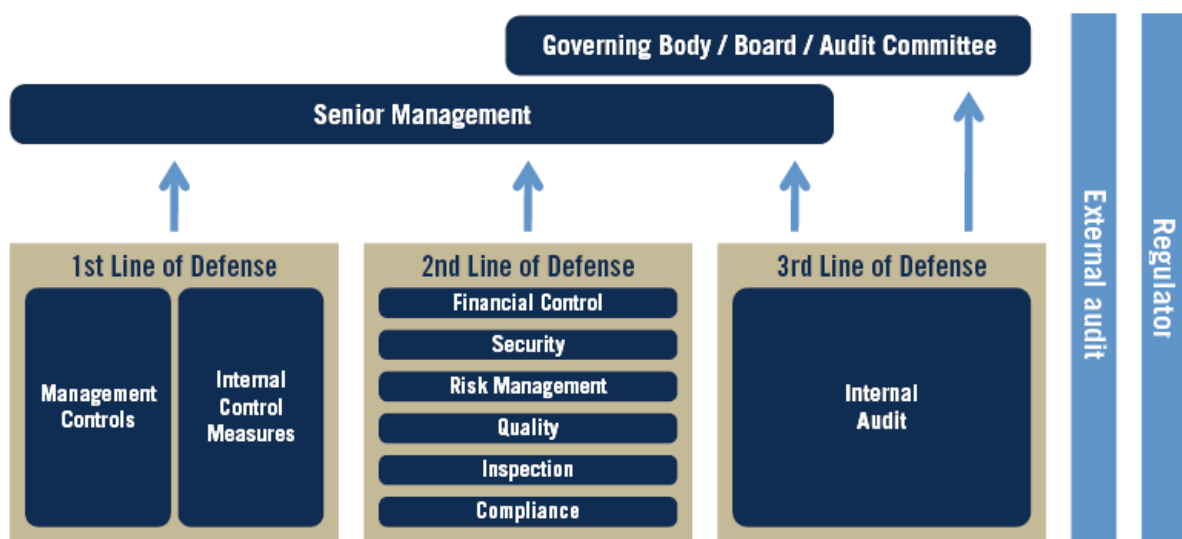 Governing Body / Board / Audit Committee
Senior Management
1st Line of Defense
Management
Controls
Internal
Control
Measures
2nd Line of Defense
Financial Control
Security
Risk Management
Quality
Inspection
Compliance
3rd Line of Defense
Internal
Audit
External audit
Regulator